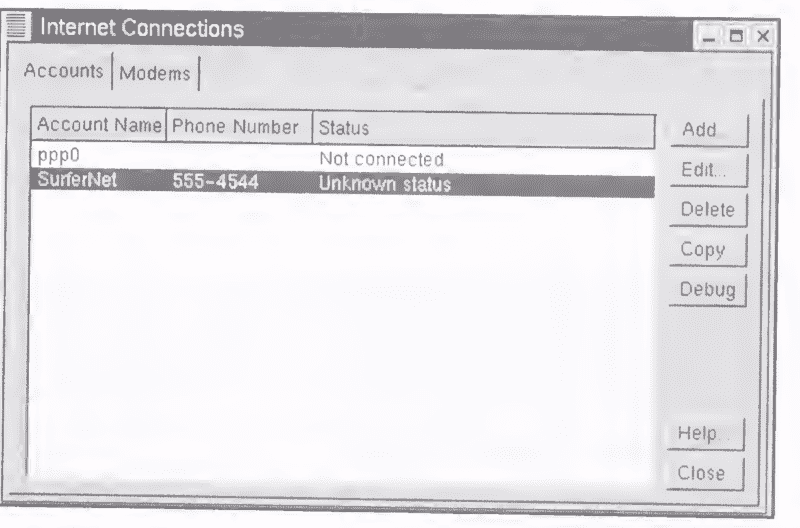 Internet Connections
Accounts Modems
Account Name Phone Number Status
ppp0 Not connected
SurferNet 555-4544 Unknown status
Add...
Edit...
Delete
Copy
Debug
Help...
Close